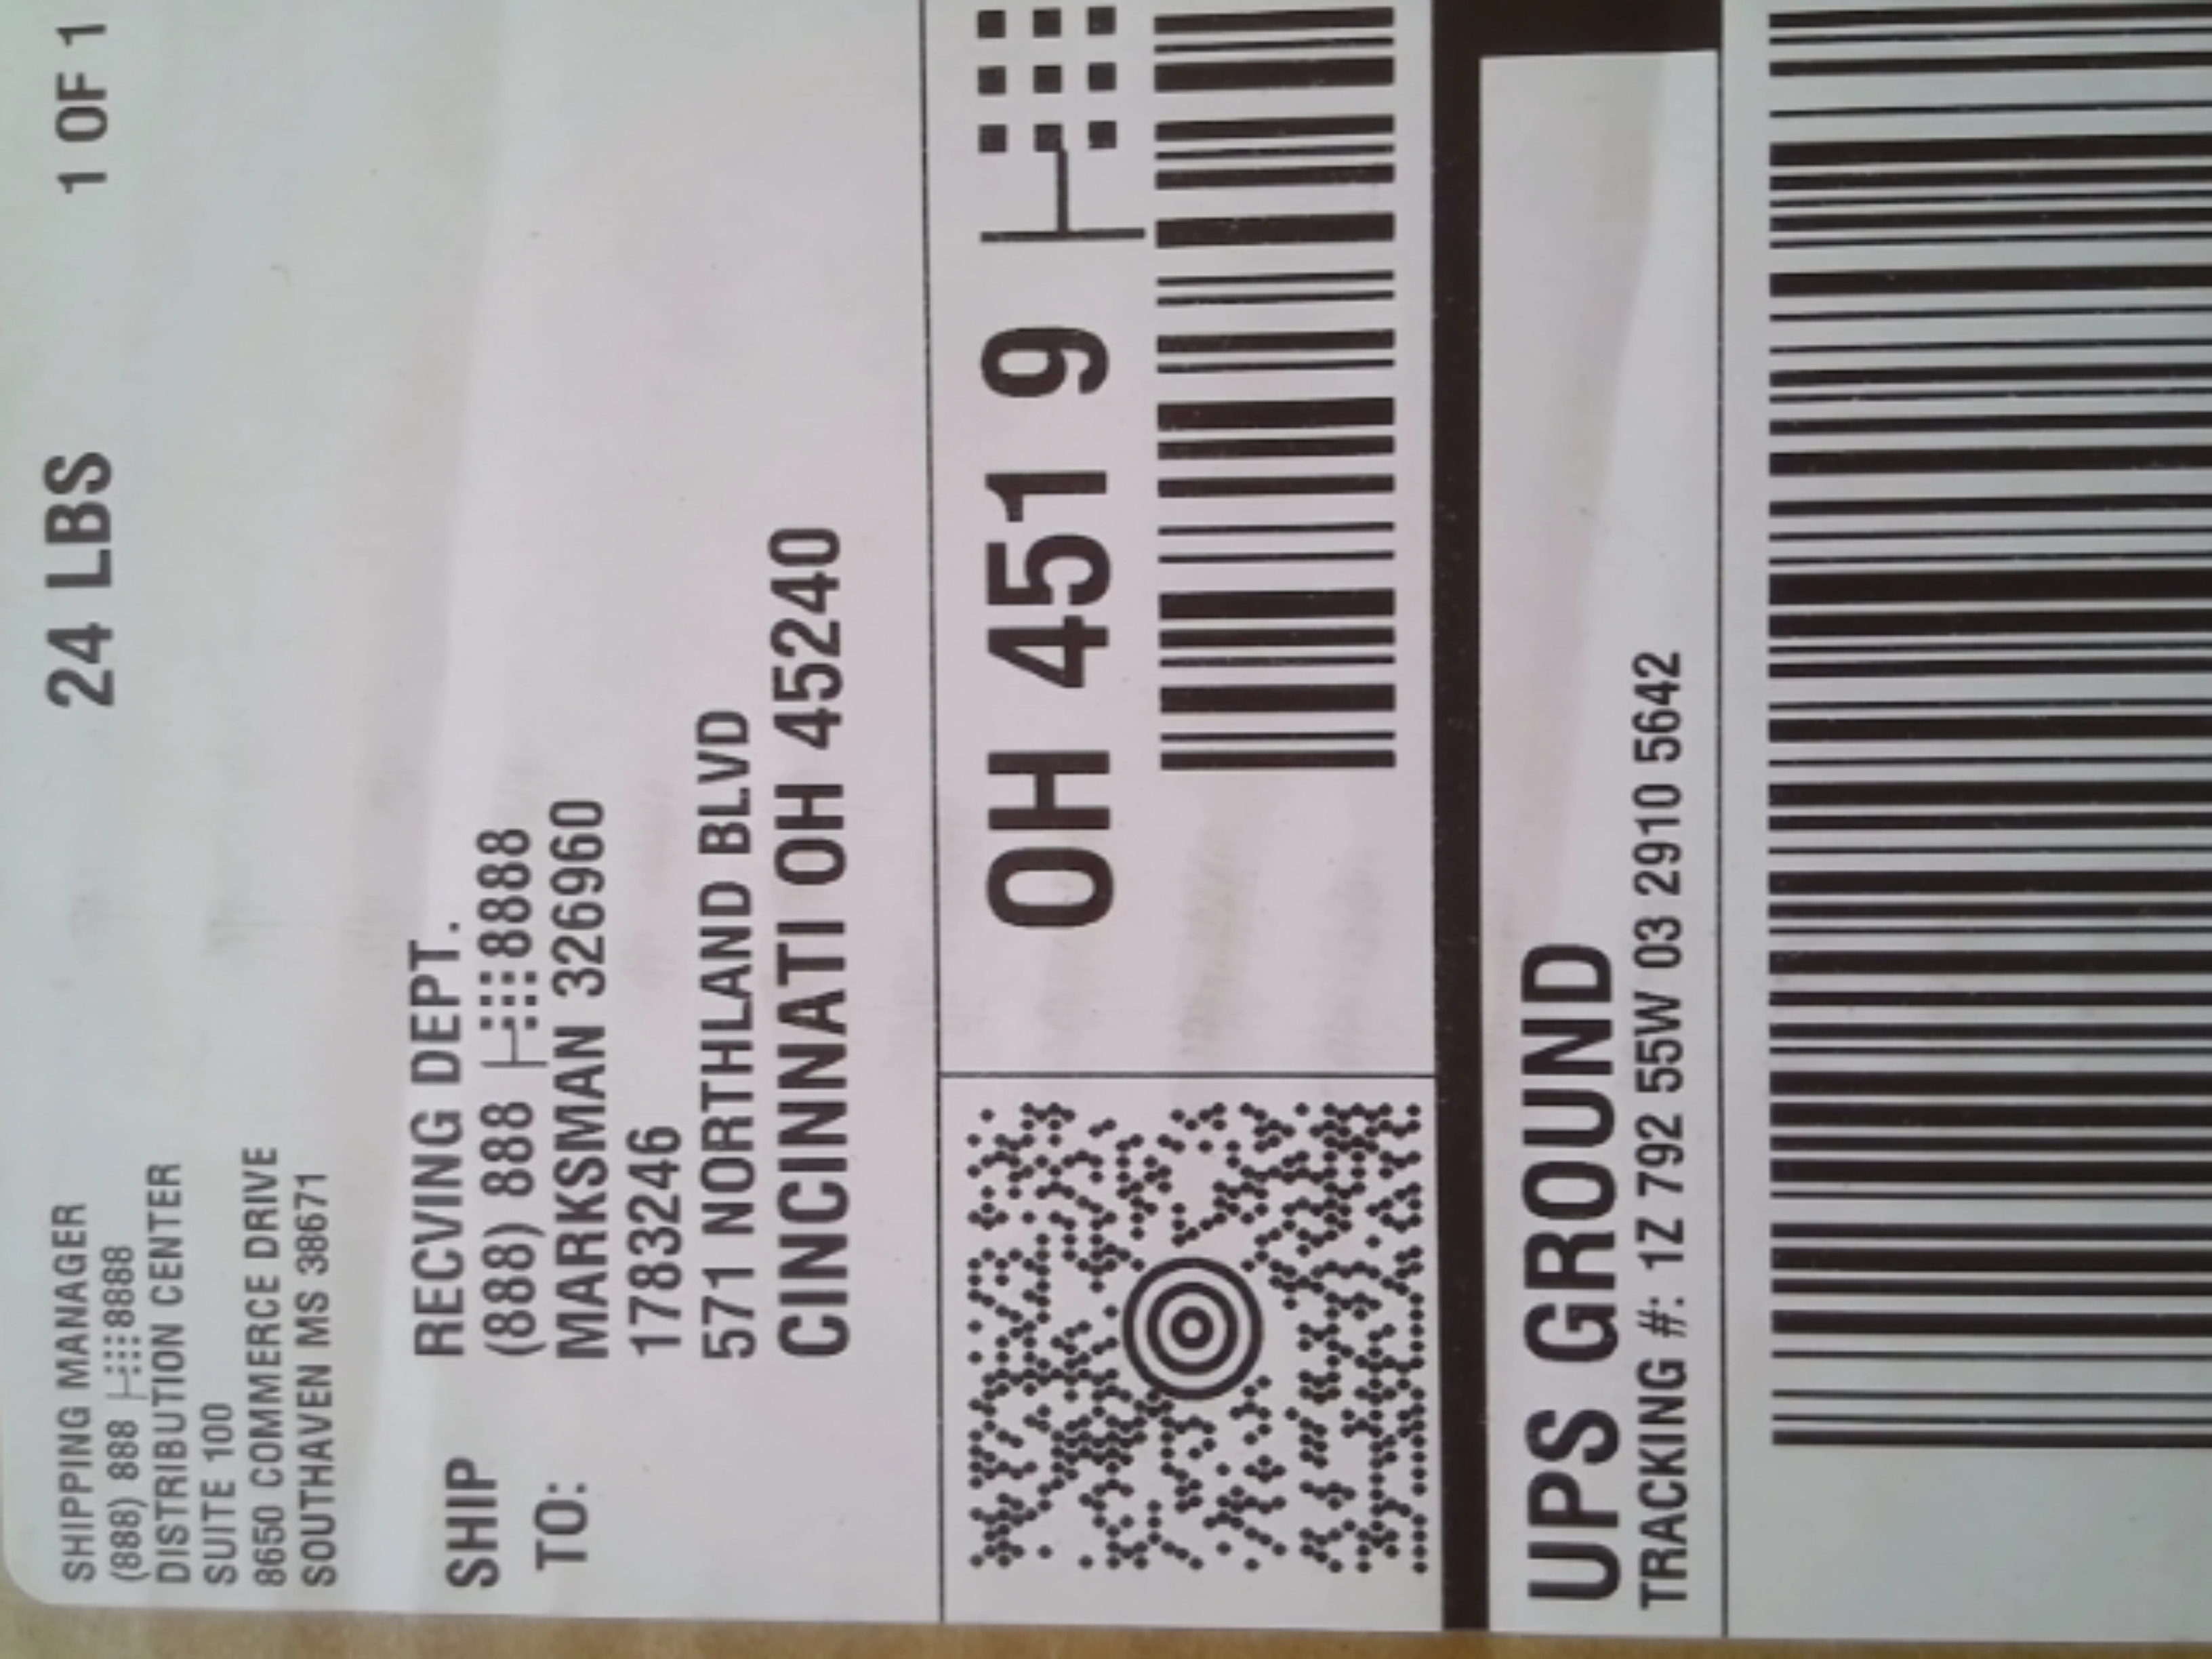 SHIPPING MANAGER
(888) 888 8888
DISTRIBUTION CENTER
SUITE 100
8650 COMMERCE DRIVE
SOUTHAVEN MS 38671
24 LBS
1 OF 1
SHIP
TO:
RECVING DEPT.
(888) 888 8888
MARKSMAN 326960
1783246
571 NORTHLAND BLVD
CINCINNATI OH 45240
OH 451 9
UPS GROUND
TRACKING #: 1Z 792 55W 03 2910 5642